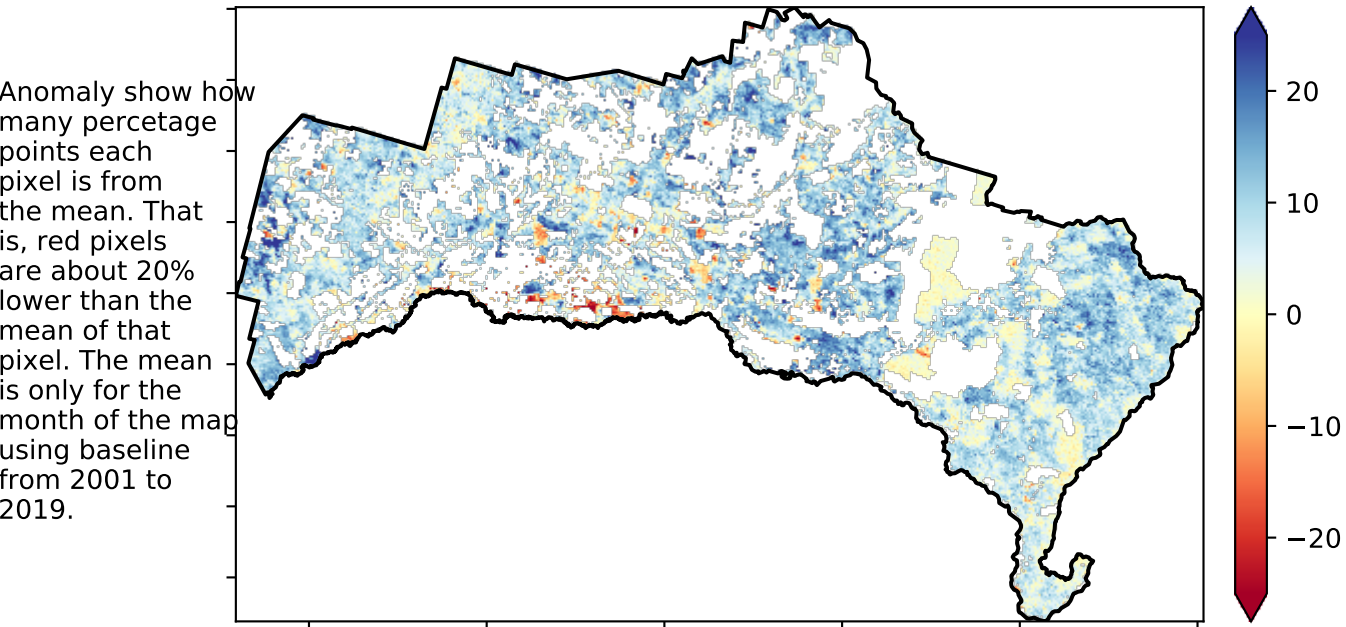 Anomaly show how
many percetage
points each
pixel is from
the mean. That
is, red pixels
are about 20%
lower than the
mean of that
pixel. The mean
is only for the
month of the map
using baseline
from 2001 to
2019.
20
10
0
−10
−20